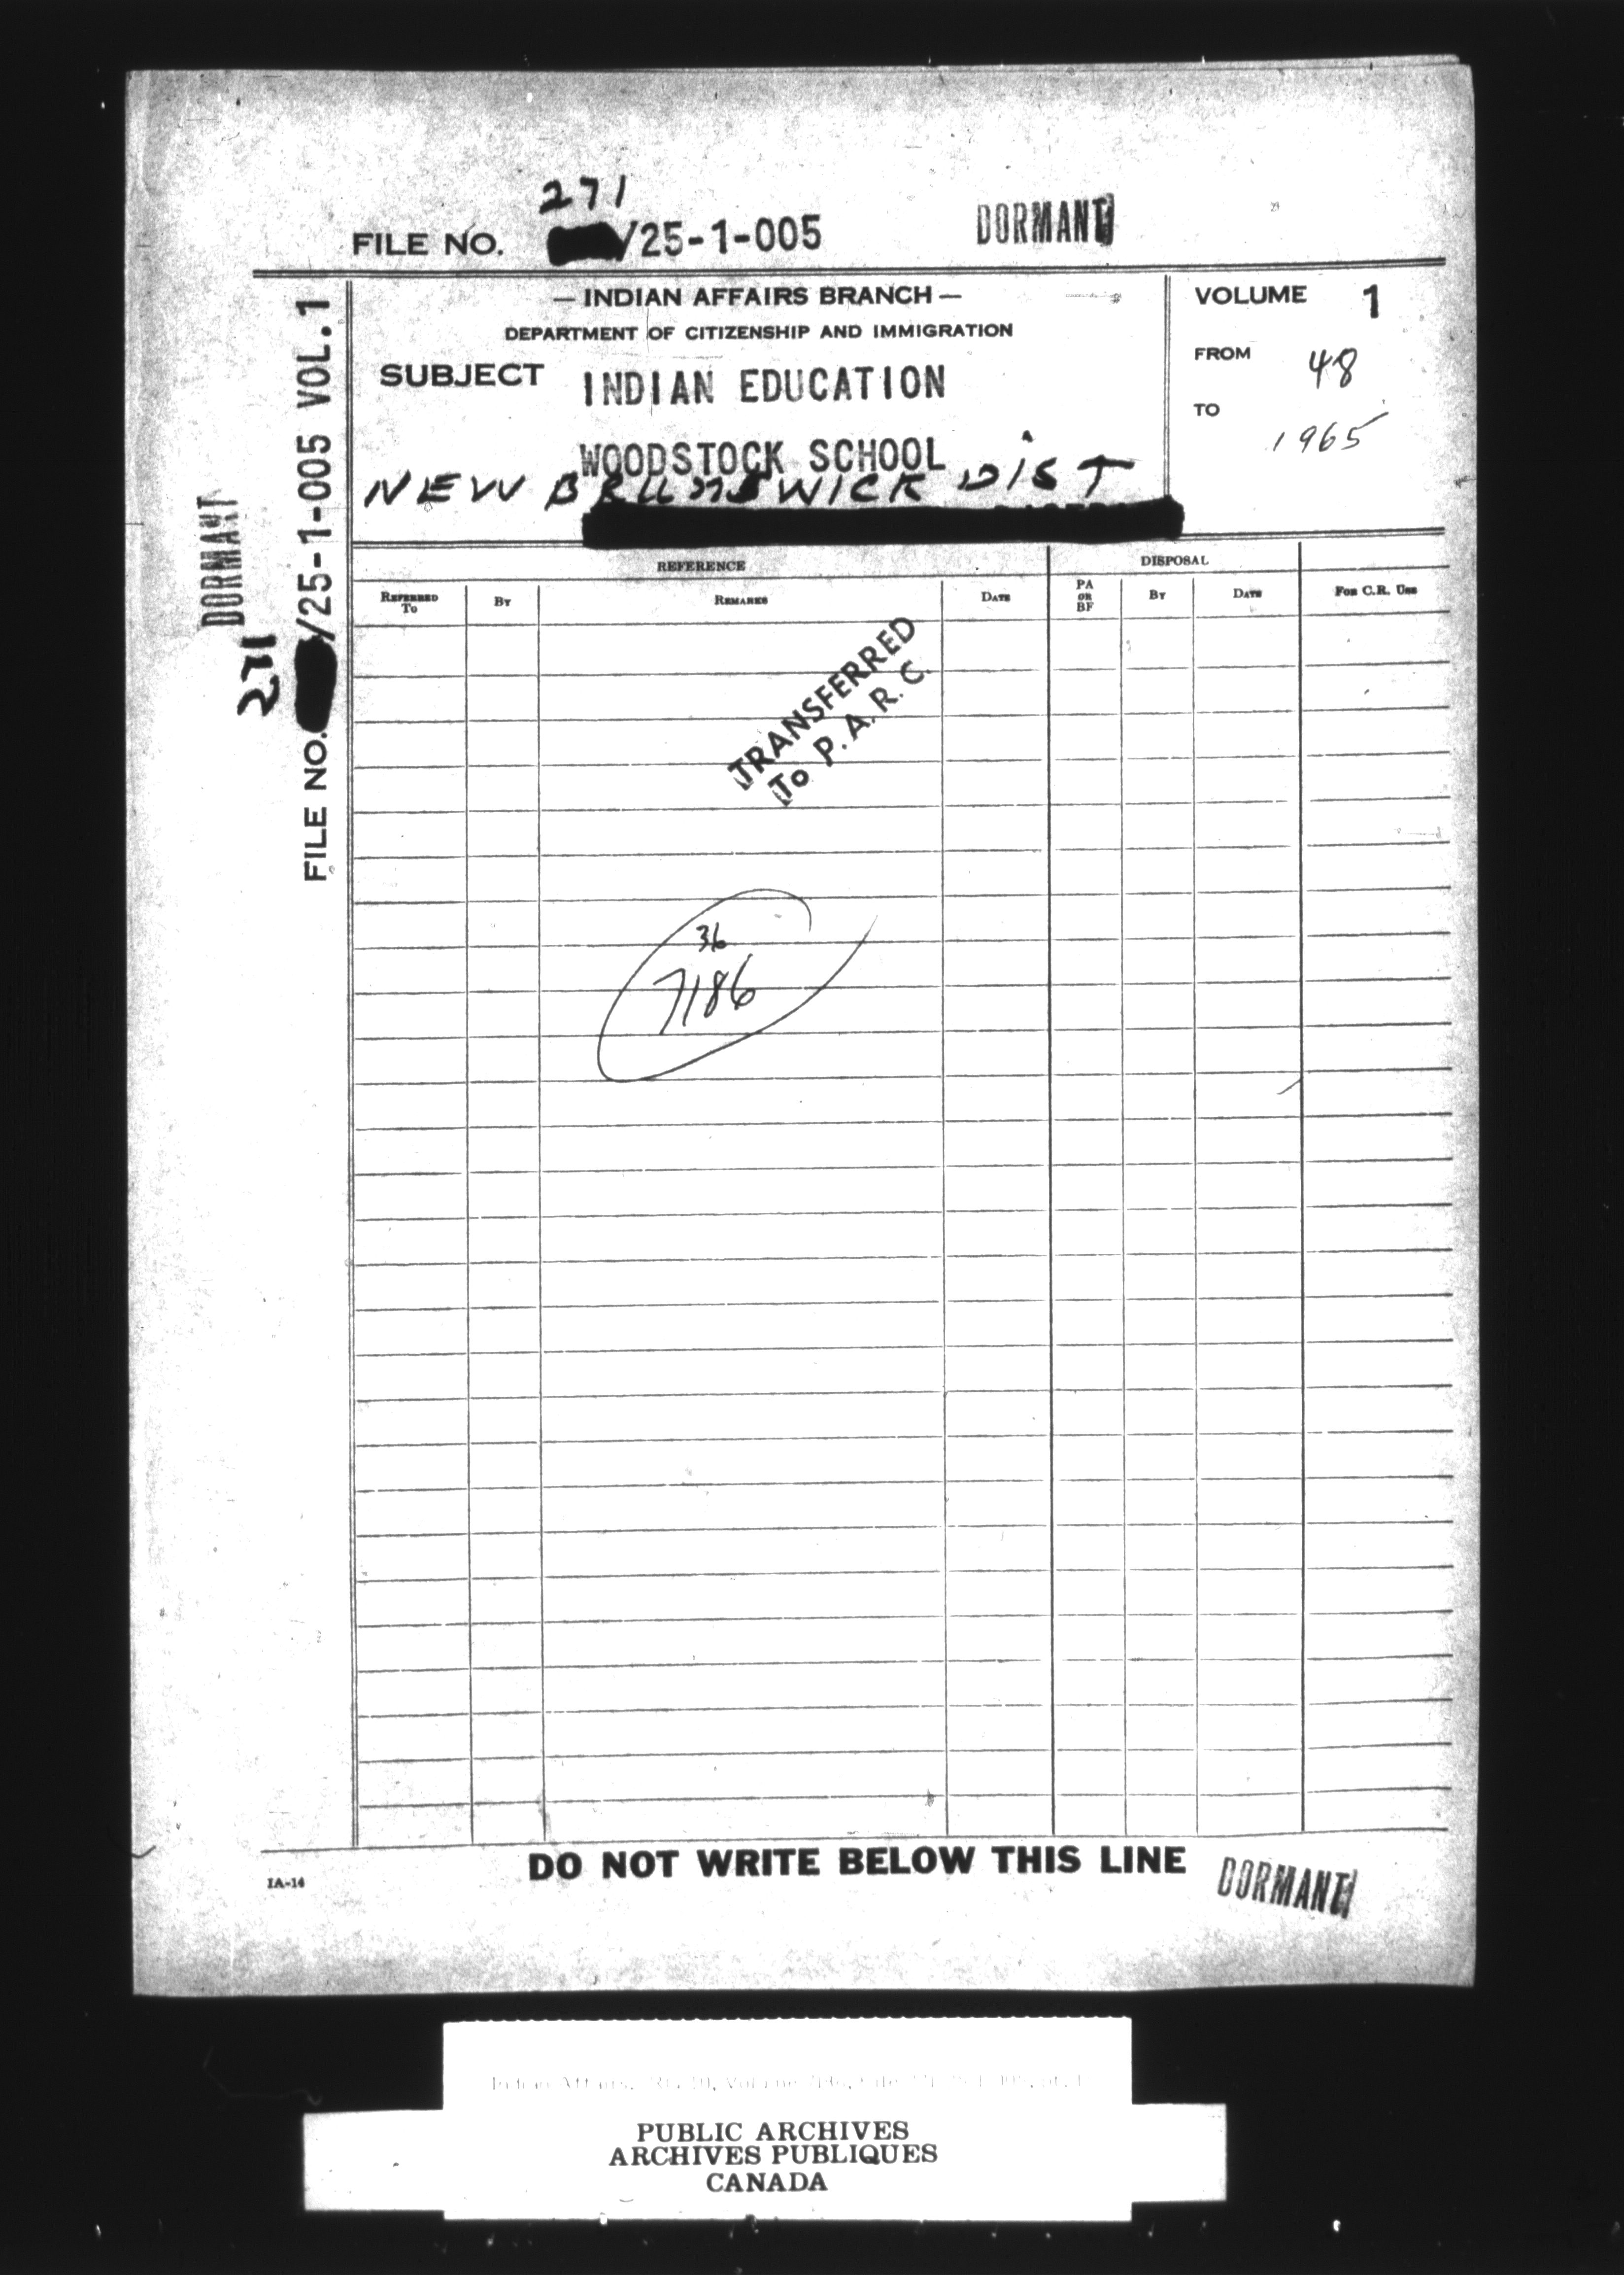 271
FILE NO. /25-1-005 DORMANT
— INDIAN AFFAIRS BRANCH —
DEPARTMENT OF CITIZENSHIP AND IMMIGRATION
SUBJECT INDIAN EDUCATION
WOODSTOCK SCHOOL
NEW BRUNSWICK DIST
VOLUME 1
FROM 48
TO 1965
DORMANT
271
FILE NO. /25-1-005 VOL.1
REFERENCE DISPOSAL
REFERRED TO BY REMARKS DATE PA OR BF BY DATE FOR C.R. USE
TRANSFERRED
To P.A.R.C.
36
7186
DO NOT WRITE BELOW THIS LINE
IA-14
DORMANT
Indian Affairs
PUBLIC ARCHIVES
ARCHIVES PUBLIQUES
CANADA